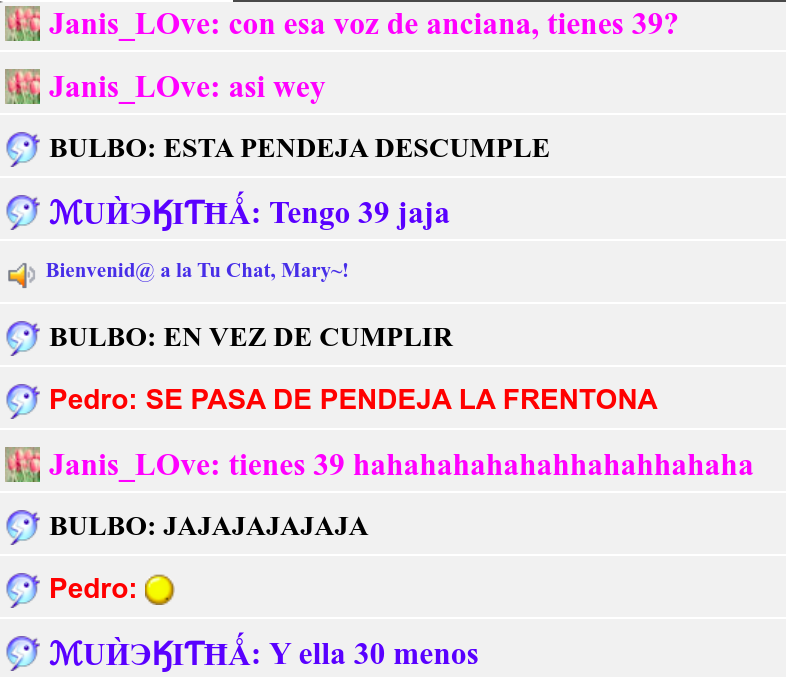 Janis_LOve: con esa voz de anciana, tienes 39?
Janis_LOve: asi wey
BULBO: ESTA PENDEJA DESCUMPLE
ℳUЍЭӃIƬĦǺ: Tengo 39 jaja
Bienvenid@ a la Tu Chat, Mary~!
BULBO: EN VEZ DE CUMPLIR
Pedro: SE PASA DE PENDEJA LA FRENTONA
Janis_LOve: tienes 39 hahahahahahahhahahhahaha
BULBO: JAJAJAJAJAJA
Pedro:
ℳUЍЭӃIƬĦǺ: Y ella 30 menos